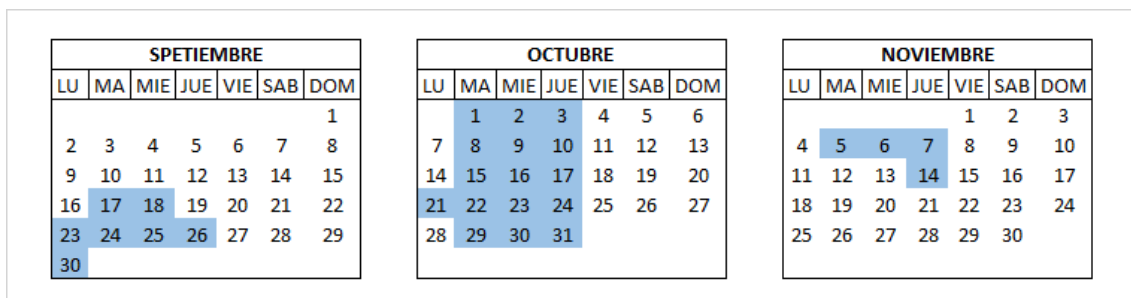 SPETIEMBRE
LU MA MIE JUE VIE SAB DOM
1
2 3 4 5 6 7 8
9 10 11 12 13 14 15
16 17 18 19 20 21 22
23 24 25 26 27 28 29
30
OCTUBRE
LU MA MIE JUE VIE SAB DOM
1 2 3 4 5 6
7 8 9 10 11 12 13
14 15 16 17 18 19 20
21 22 23 24 25 26 27
28 29 30 31
NOVIEMBRE
LU MA MIE JUE VIE SAB DOM
1 2 3
4 5 6 7 8 9 10
11 12 13 14 15 16 17
18 19 20 21 22 23 24
25 26 27 28 29 30